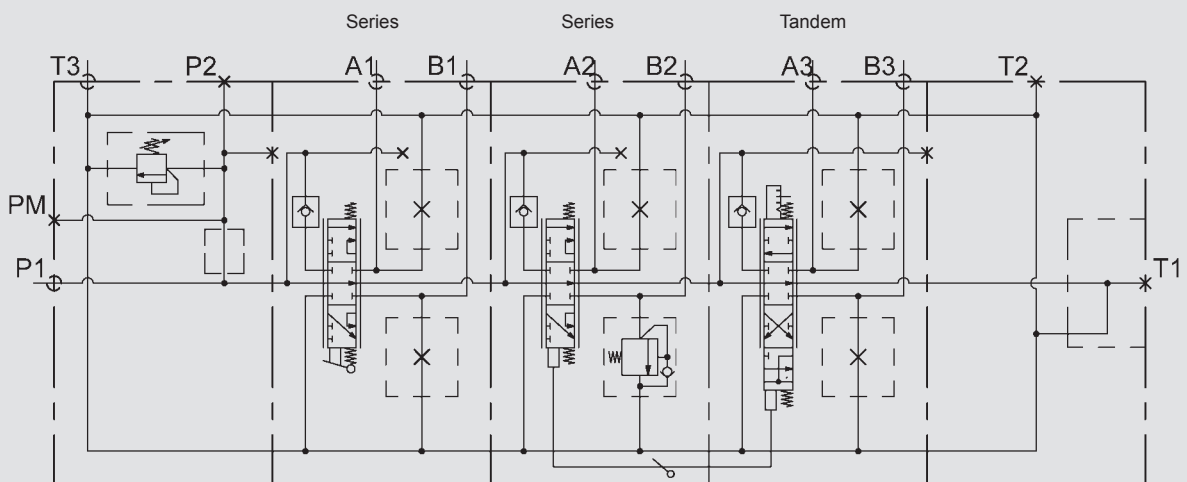 Series Series Tandem
T3 P2 A1 B1 A2 B2 A3 B3 T2
PM
P1 T1